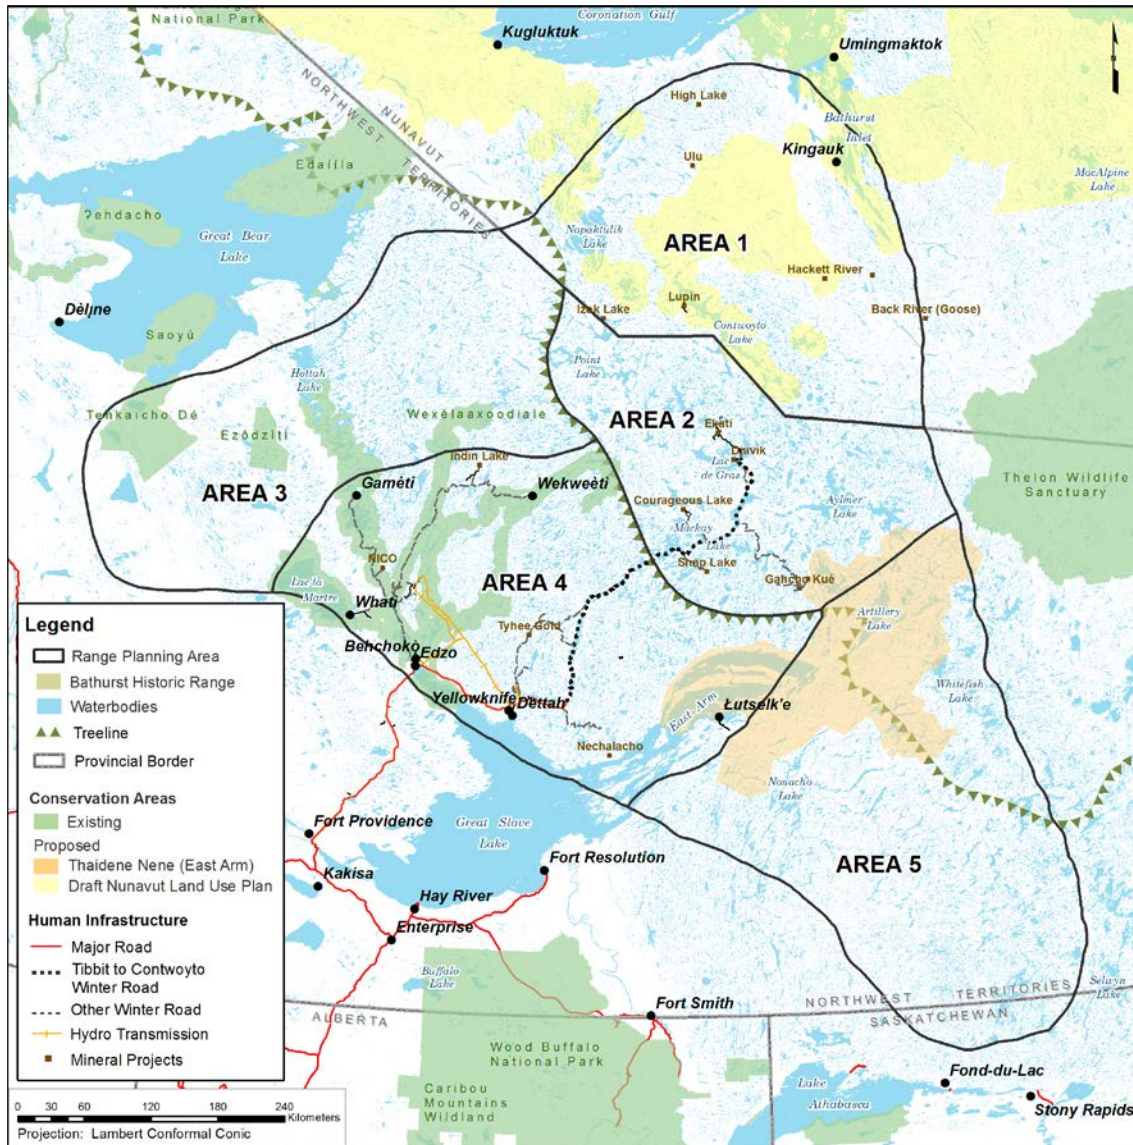 National Park
Coronation Gulf
Kugluktuk
Umingmaktok
NORTHWEST TERRITORIES
NUNAVUT
High Lake
Bathurst
Inlet
Ulu
Kingauk
Edaıılıa
MacAlpine
Lake
ʔehdacho
Great Bear
Lake
Napaktulik
Lake
AREA 1
Hackett River
Lupin
Izok Lake
Back River (Goose)
Délı̨ne
Contwoyto
Lake
Saoyú
Point
Lake
Hottah
Lake
Tehkaicho Dé
Wexèlaaxoodiale
AREA 2
Ekati
Ezǒdzìtì
Diavik
Lac
de Gras
Indin Lake
Thelon Wildlife
Sanctuary
AREA 3
Gamèti
Wekweèti
Courageous Lake
Aylmer
Lake
Mackay
Lake
NICO
Snap Lake
Gahcho Kué
AREA 4
Lac la
Martre
Whati
Artillery
Lake
Tyhee Gold
Behchokò
Edzo
Whitefish
Lake
Yellowknife
Dettah
East Arm
Łutselk'e
Nechalacho
Nonacho
Lake
Fort Providence
Great Slave
Lake
AREA 5
Fort Resolution
Kakisa
Hay River
Enterprise
Buffalo
Lake
Selwyn
Lake
NORTHWEST TERRITORIES
SASKATCHEWAN
ALBERTA
Fort Smith
Wood Buffalo
National Park
Caribou
Mountains
Wildland
Lake
Athabasca
Fond-du-Lac
Stony Rapids
Legend
Range Planning Area
Bathurst Historic Range
Waterbodies
Treeline
Provincial Border
Conservation Areas
Existing
Proposed
Thaidene Nene (East Arm)
Draft Nunavut Land Use Plan
Human Infrastructure
Major Road
Tibbit to Contwoyto
Winter Road
Other Winter Road
Hydro Transmission
Mineral Projects
0 30 60 120 180 240
Kilometers
Projection: Lambert Conformal Conic